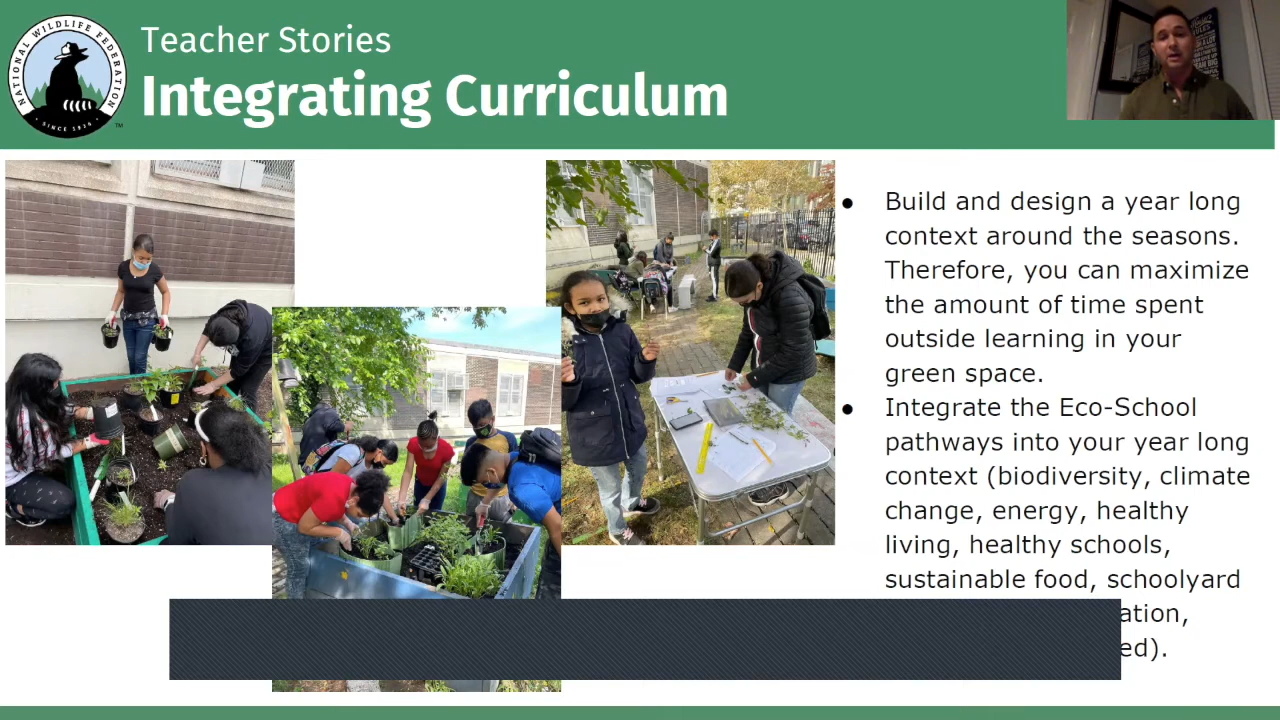 NATIONAL WILDLIFE FEDERATION
SINCE 1936
TM
Teacher Stories
Integrating Curriculum
● Build and design a year long
context around the seasons.
Therefore, you can maximize
the amount of time spent
outside learning in your
green space.
● Integrate the Eco-School
pathways into your year long
context (biodiversity, climate
change, energy, healthy
living, healthy schools,
sustainable food, schoolyard
ation,
ed).